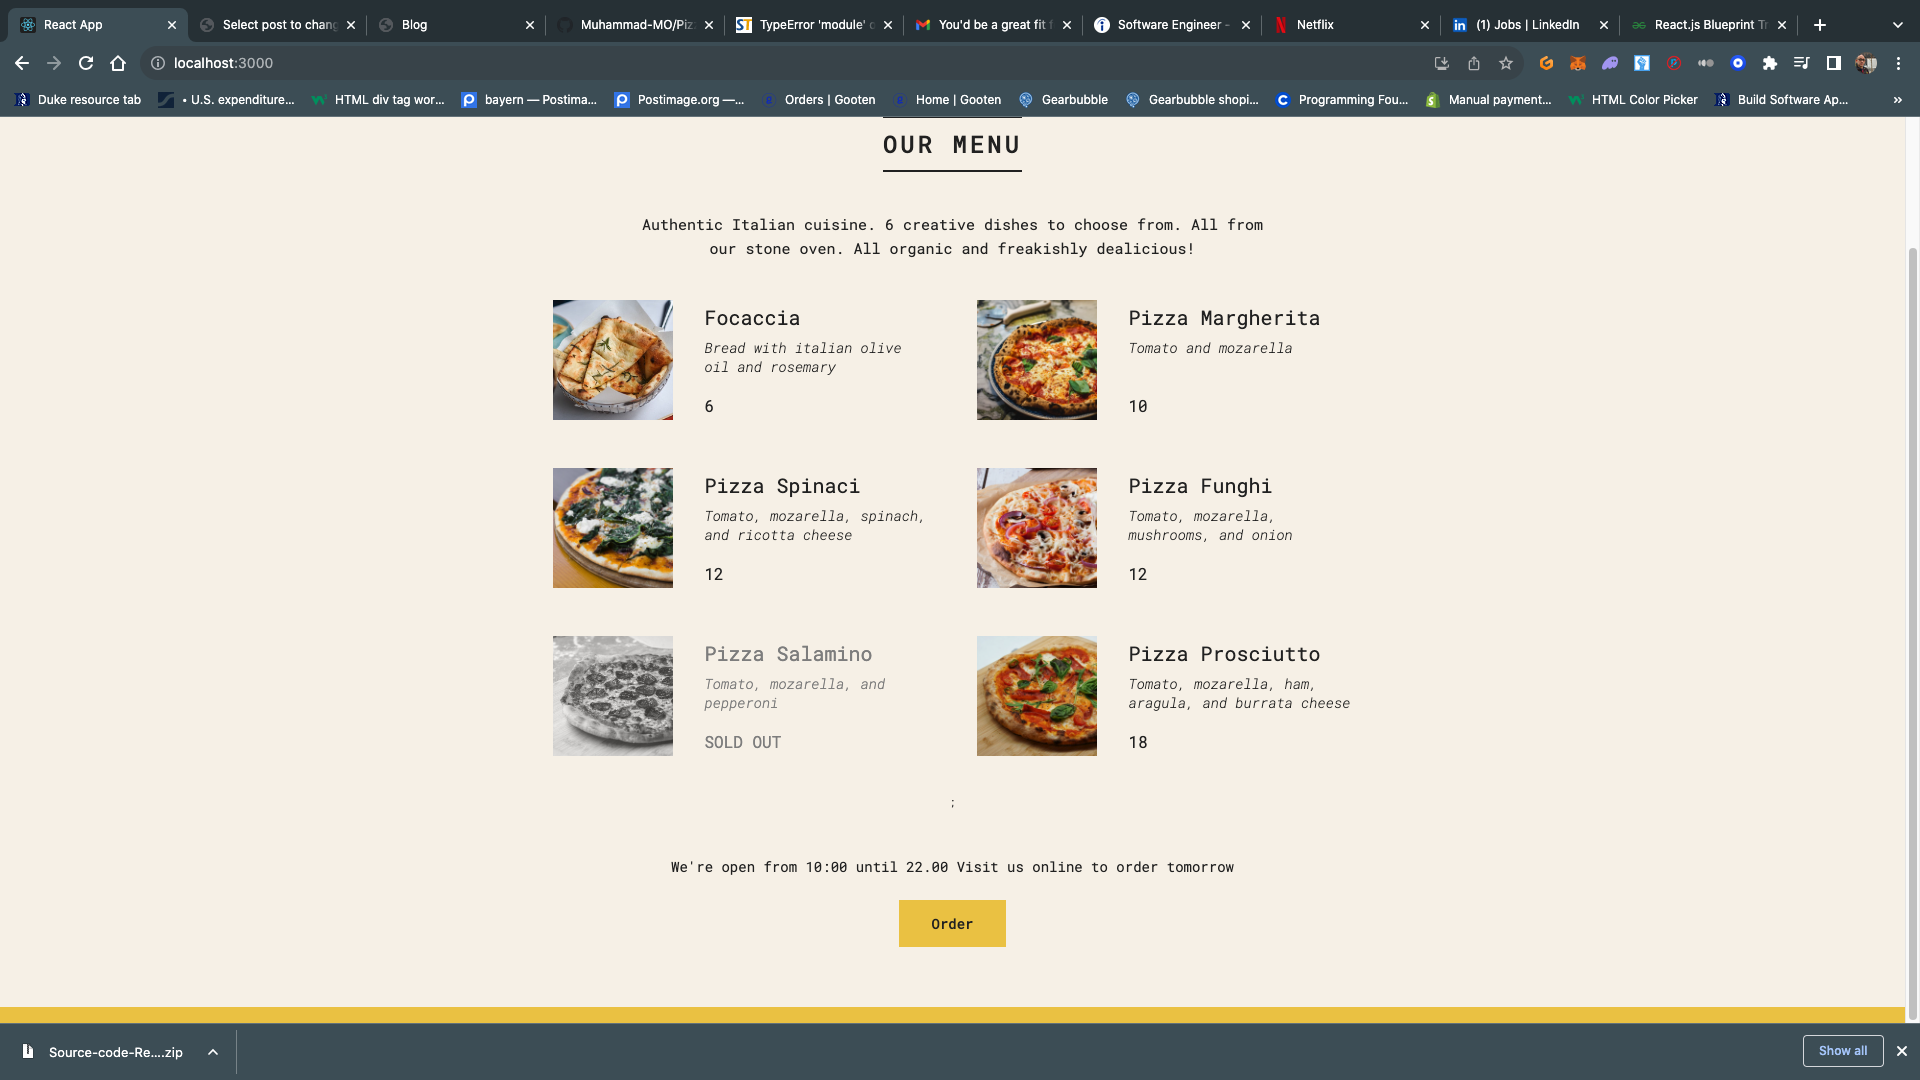 React App
Select post to chang
Blog
Muhammad-MO/Piz
TypeError 'module' o
You'd be a great fit f
Software Engineer -
Netflix
(1) Jobs | LinkedIn
React.js Blueprint Tr
localhost:3000
Duke resource tab
• U.S. expenditure...
HTML div tag wor...
bayern — Postima...
Postimage.org —...
Orders | Gooten
Home | Gooten
Gearbubble
Gearbubble shopi...
Programming Fou...
Manual payment...
HTML Color Picker
Build Software Ap...
»
OUR MENU
Authentic Italian cuisine. 6 creative dishes to choose from. All from
our stone oven. All organic and freakishly dealicious!
Focaccia
Bread with italian olive
oil and rosemary
6
Pizza Margherita
Tomato and mozarella
10
Pizza Spinaci
Tomato, mozarella, spinach,
and ricotta cheese
12
Pizza Funghi
Tomato, mozarella,
mushrooms, and onion
12
Pizza Salamino
Tomato, mozarella, and
pepperoni
SOLD OUT
Pizza Prosciutto
Tomato, mozarella, ham,
aragula, and burrata cheese
18
;
We're open from 10:00 until 22.00 Visit us online to order tomorrow
Order
Source-code-Re....zip
Show all